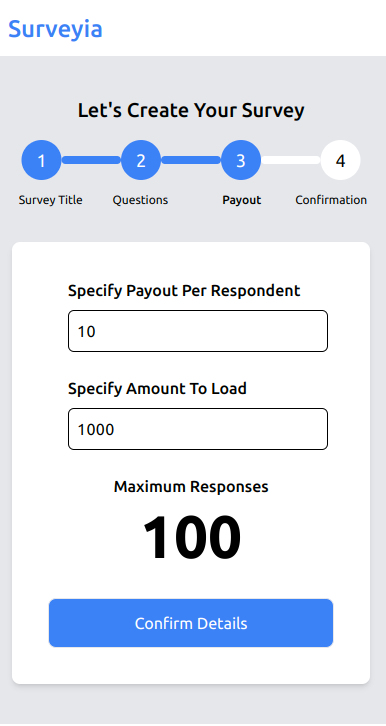 Surveyia
Let's Create Your Survey
1 2 3 4
Survey Title Questions Payout Confirmation
Specify Payout Per Respondent
10
Specify Amount To Load
1000
Maximum Responses
100
Confirm Details